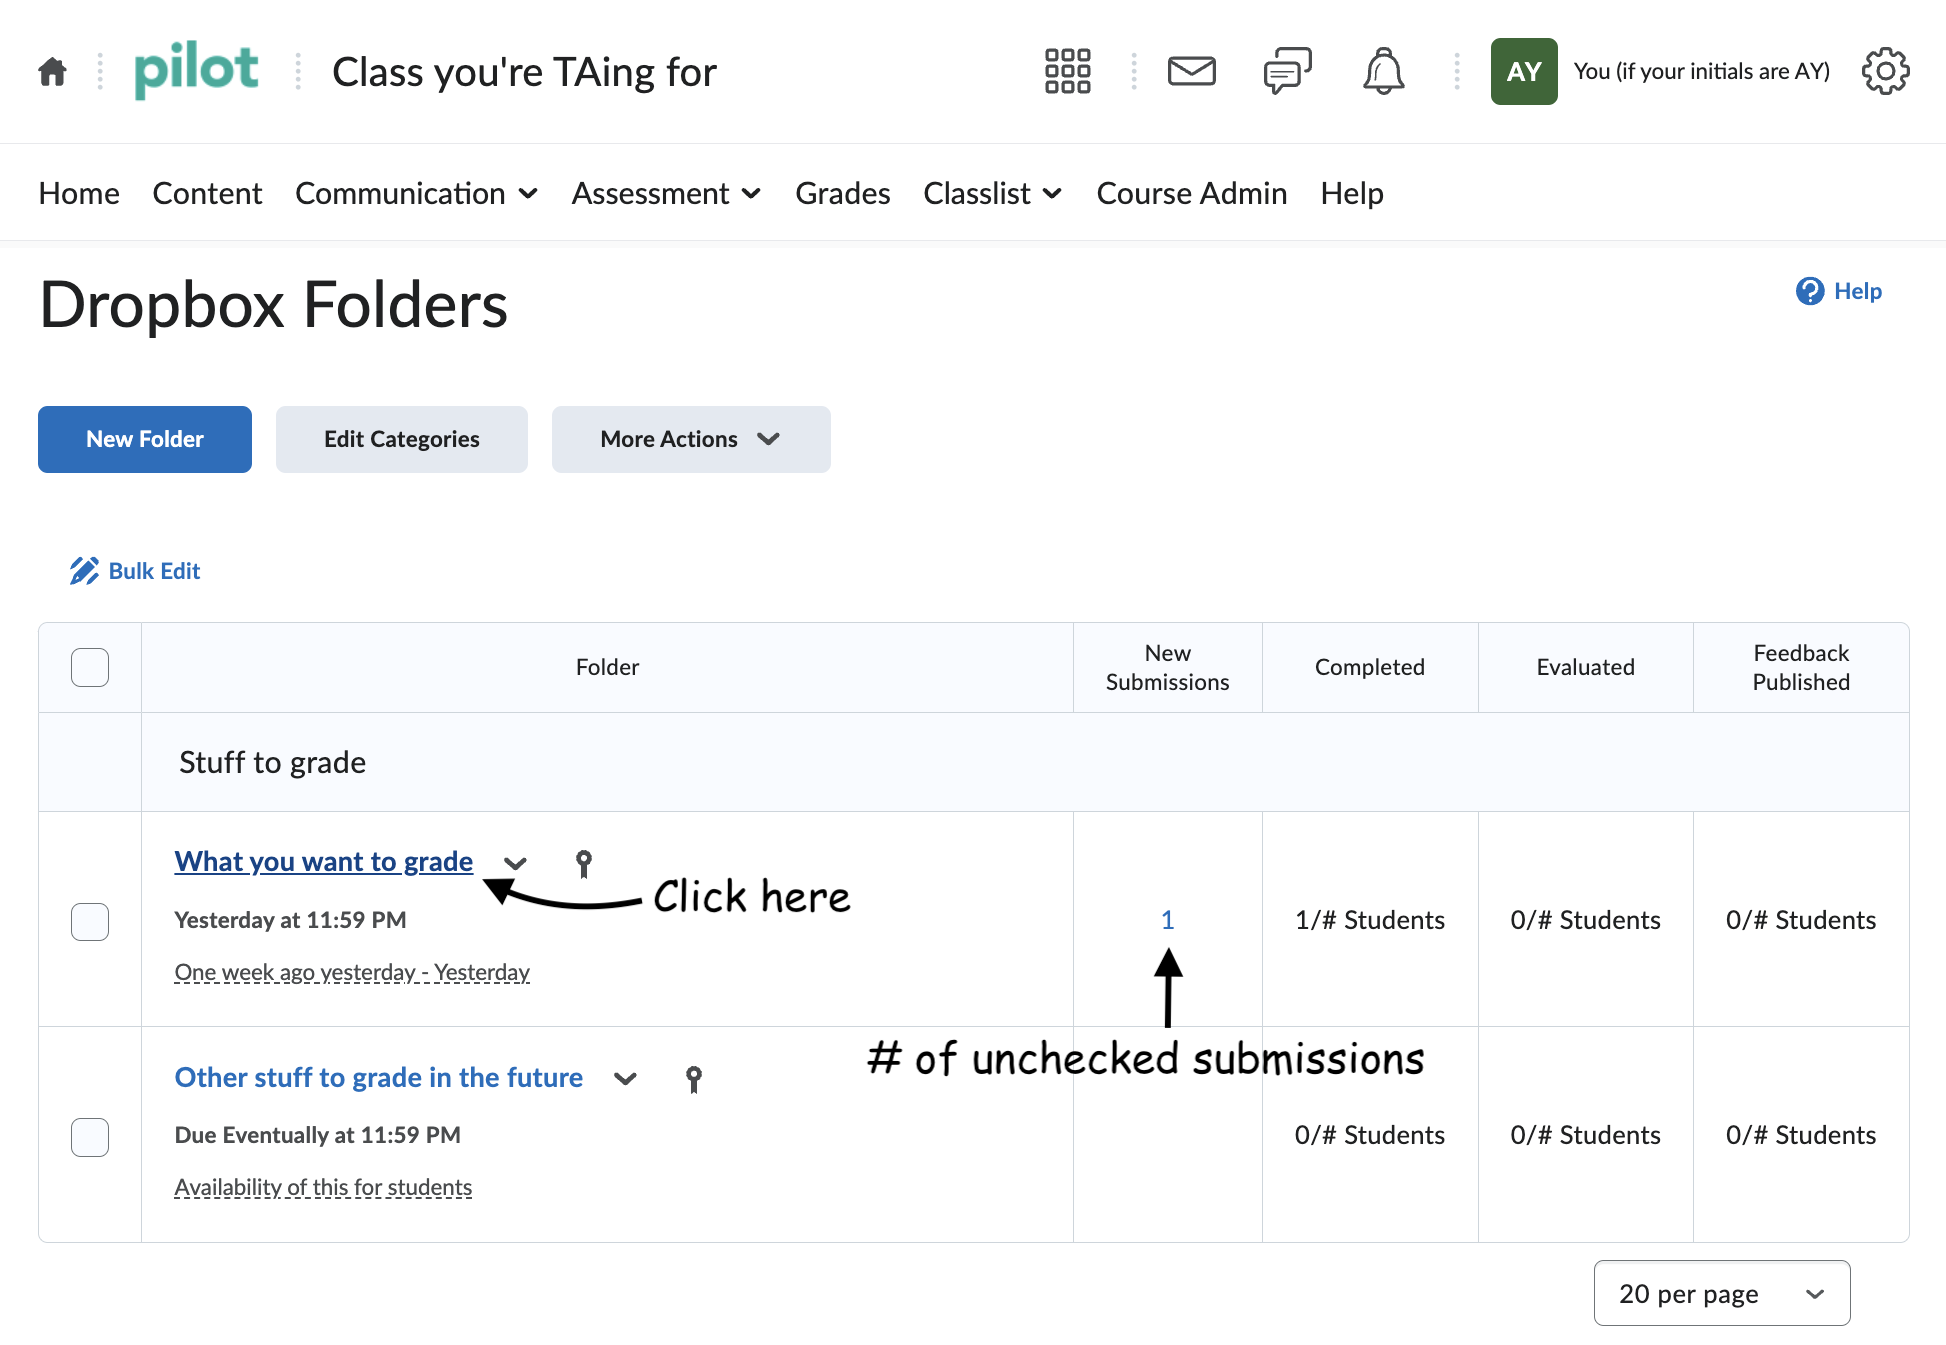 pilot
Class you're TAing for
AY
You (if your initials are AY)
Home Content Communication Assessment Grades Classlist Course Admin Help
Dropbox Folders
Help
New Folder
Edit Categories
More Actions
Bulk Edit
Folder
New
Submissions
Completed
Evaluated
Feedback
Published
Stuff to grade
What you want to grade
Click here
Yesterday at 11:59 PM
One week ago yesterday - Yesterday
1
1/# Students
0/# Students
0/# Students
# of unchecked submissions
Other stuff to grade in the future
Due Eventually at 11:59 PM
Availability of this for students
0/# Students
0/# Students
0/# Students
20 per page